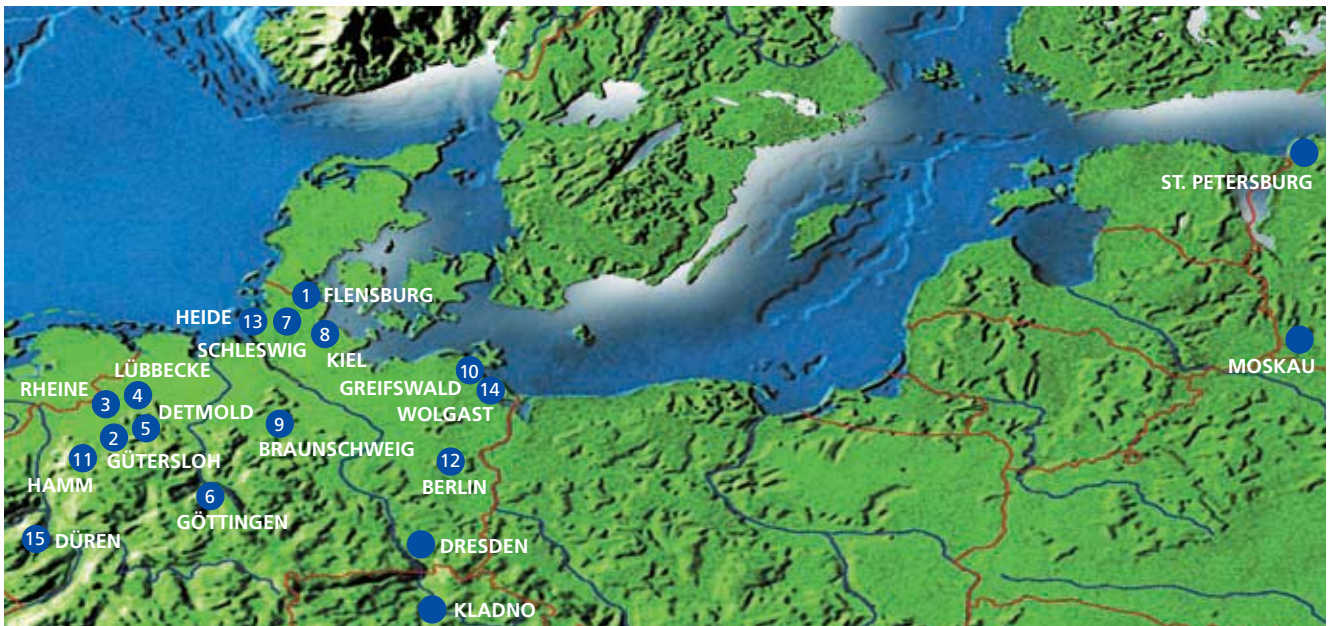 ST. PETERSBURG
1 FLENSBURG
HEIDE 13 7
8
SCHLESWIG
KIEL
MOSKAU
LÜBBECKE
10
RHEINE
GREIFSWALD 14
3 4
DETMOLD
WOLGAST
9
5
2
BRAUNSCHWEIG
11 GÜTERSLOH
12
HAMM
BERLIN
6
GÖTTINGEN
15 DÜREN
DRESDEN
KLADNO